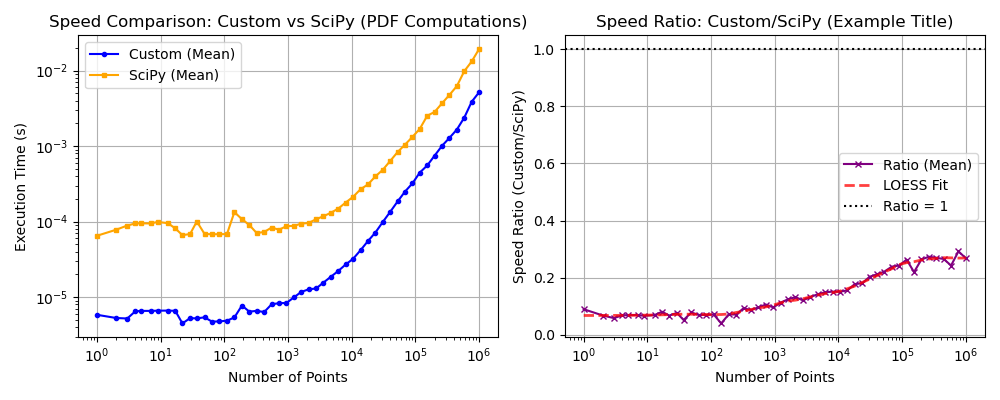 Speed Comparison: Custom vs SciPy (PDF Computations)
Execution Time (s)
10⁻²
10⁻³
10⁻⁴
10⁻⁵
Custom (Mean)
SciPy (Mean)
10⁰ 10¹ 10² 10³ 10⁴ 10⁵ 10⁶
Number of Points
Speed Ratio: Custom/SciPy (Example Title)
Speed Ratio (Custom/SciPy)
1.0
0.8
0.6
0.4
0.2
0.0
Ratio (Mean)
LOESS Fit
Ratio = 1
10⁰ 10¹ 10² 10³ 10⁴ 10⁵ 10⁶
Number of Points